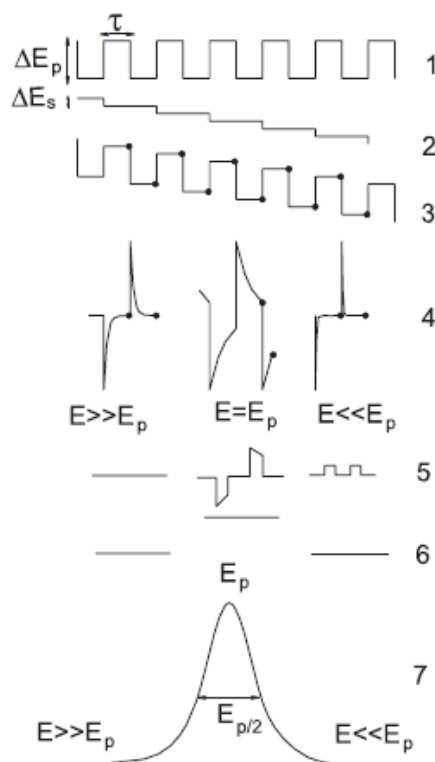 τ
ΔE_p
1
ΔE_s
2
3
4
E>>E_p E=E_p E<<E_p
5
6
E_p
7
E_p/2
E>>E_p E<<E_p